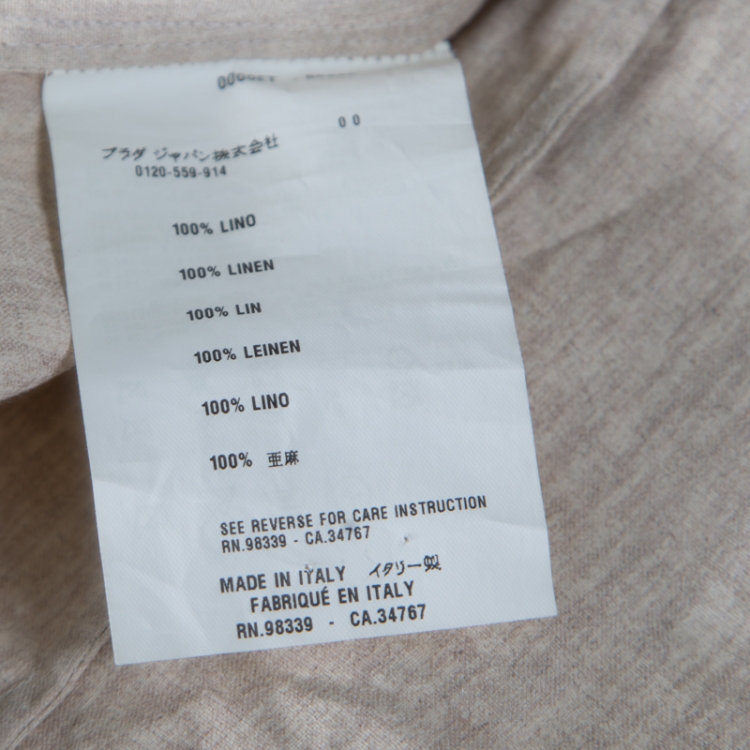 00
プラダ ジャパン株式会社
0120-559-914
100% LINO
100% LINEN
100% LIN
100% LEINEN
100% LINO
100% 亜麻
SEE REVERSE FOR CARE INSTRUCTION
RN.98339 - CA.34767
MADE IN ITALY イタリー製
FABRIQUÉ EN ITALY
RN.98339 - CA.34767